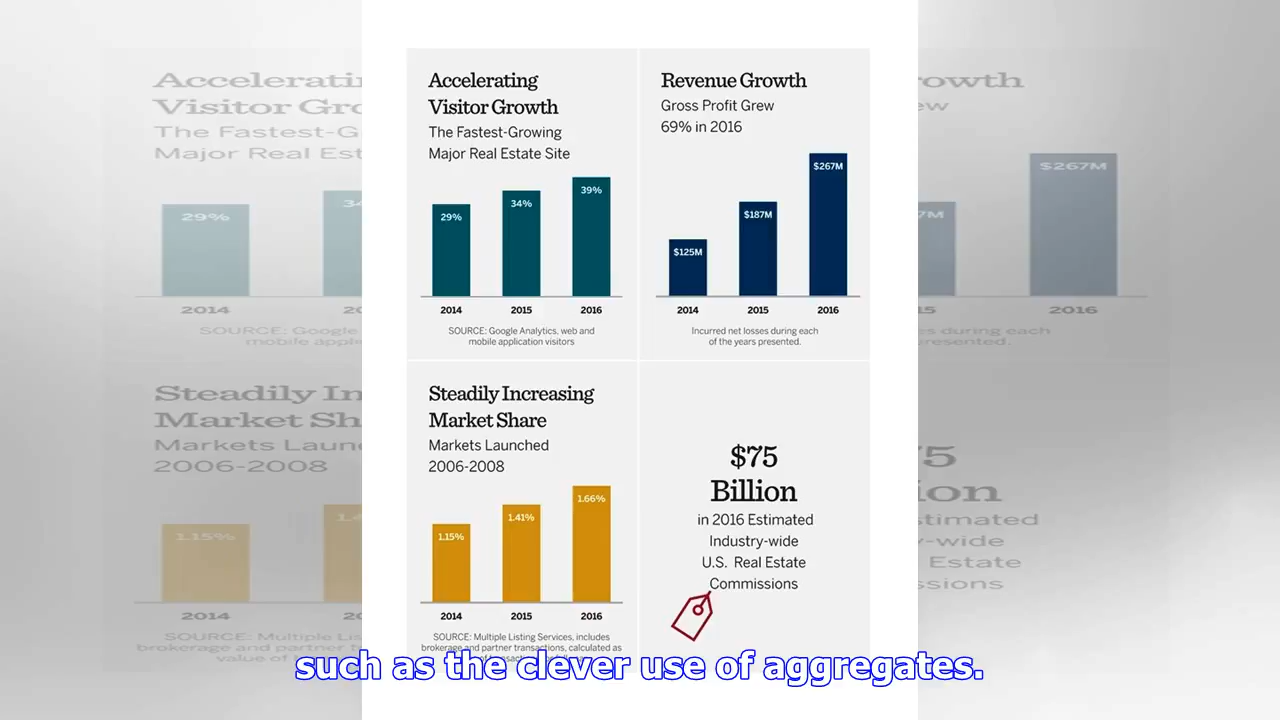 Accelerating
Visitor Growth
The Fastest-Growing
Major Real Estate Site
39%
34%
29%
2014 2015 2016
SOURCE: Google Analytics, web and
mobile application visitors
Revenue Growth
Gross Profit Grew
69% in 2016
$267M
$187M
$125M
2014 2015 2016
Incurred net losses during each
of the years presented.
Steadily Increasing
Market Share
Markets Launched
2006-2008
1.66%
1.41%
1.15%
2014 2015 2016
SOURCE: Multiple Listing Services, includes
brokerage and partner transactions, calculated as
$75
Billion
in 2016 Estimated
Industry-wide
U.S. Real Estate
Commissions
such as the clever use of aggregates.